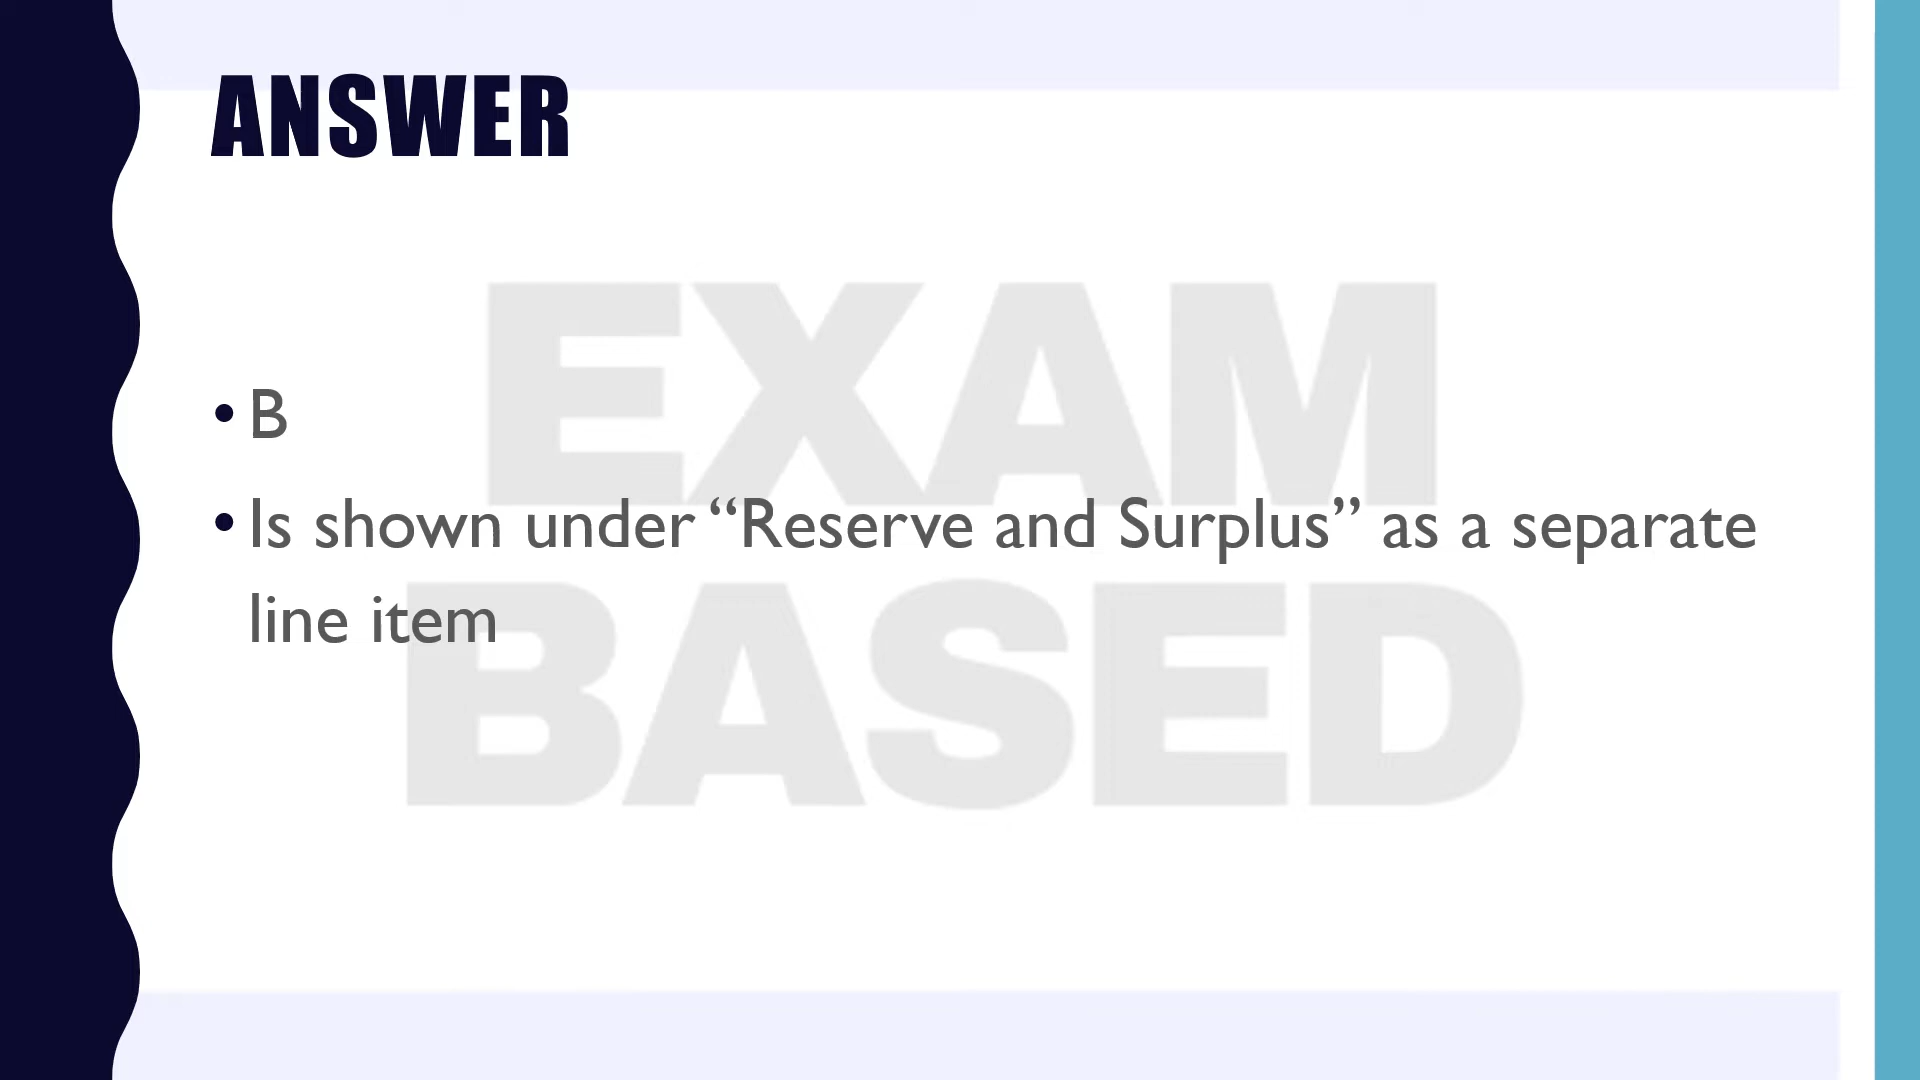 ANSWER
EXAM
• B
• Is shown under “Reserve and Surplus” as a separate
line item
BASED